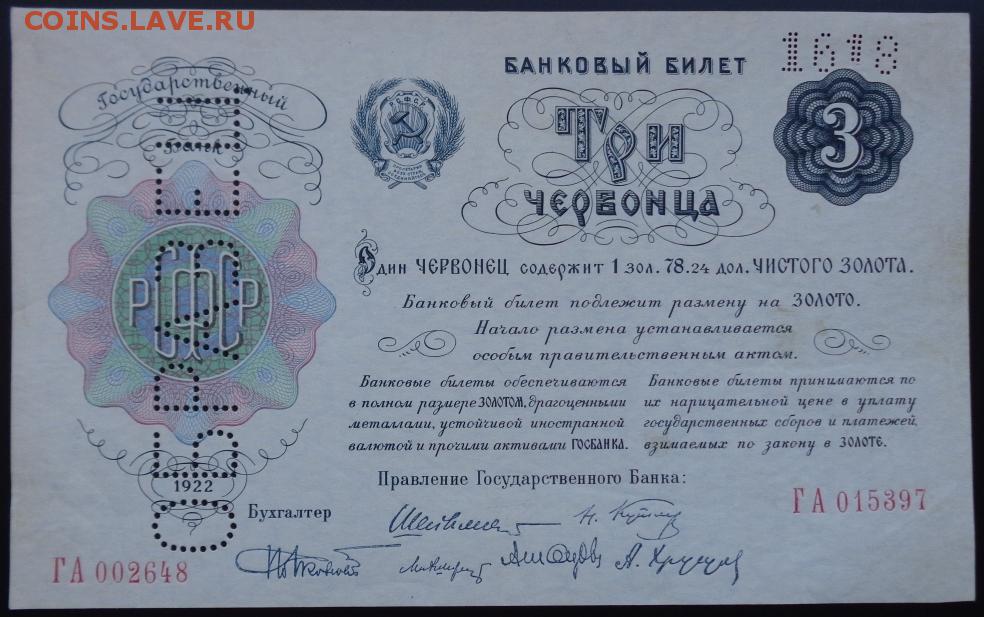 COINS.LAVE.RU
1618
БАНКОВЫЙ БИЛЕТ
Государственный
Банк
Р.С.Ф.С.Р.
ТРИ
ЧЕРВОНЦА
3
ОБРАЗЕЦ
РСФСР
Один ЧЕРВОНЕЦ содержит 1 зол. 78.24 дол. ЧИСТОГО ЗОЛОТА.
Банковый билет подлежит размену на ЗОЛОТО.
Начало размена устанавливается
особым правительственным актом.
Банковые билеты обеспечиваются
в полном размере ЗОЛОТОМ, драгоценными
металлами, устойчивой иностранной
валютой и прочими активами ГОСБАНКА.
Банковые билеты принимаются по
их нарицательной цене в уплату
государственных сборов и платежей,
взимаемых по закону в ЗОЛОТЕ.
Правление Государственного Банка:
1922
Бухгалтер
ГА 015397
ГА 002648